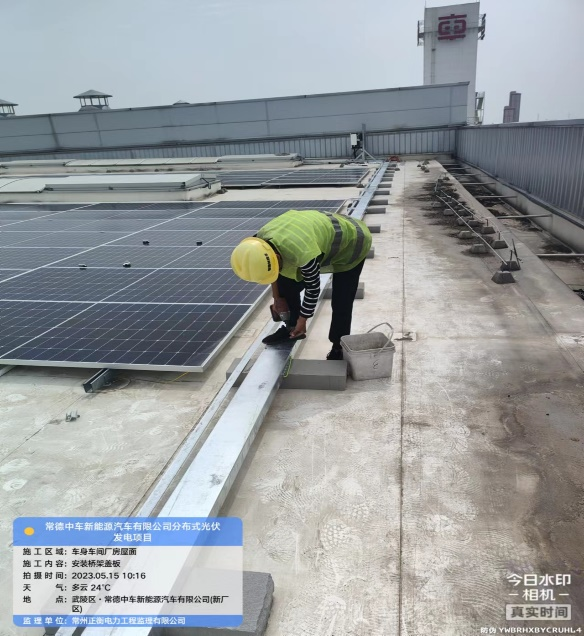 常德中车新能源汽车有限公司分布式光伏
发电项目
施工区域：车身车间厂房屋面
施工内容：安装桥架盖板
拍摄时间：2023.05.15 10:16
天 气：多云 24℃
地 点：武陵区·常德中车新能源汽车有限公司(新厂
区)
监理单位：常州正衡电力工程监理有限公司
今日水印
相机
真实时间
防伪 YWBRHXBYCRUHL4